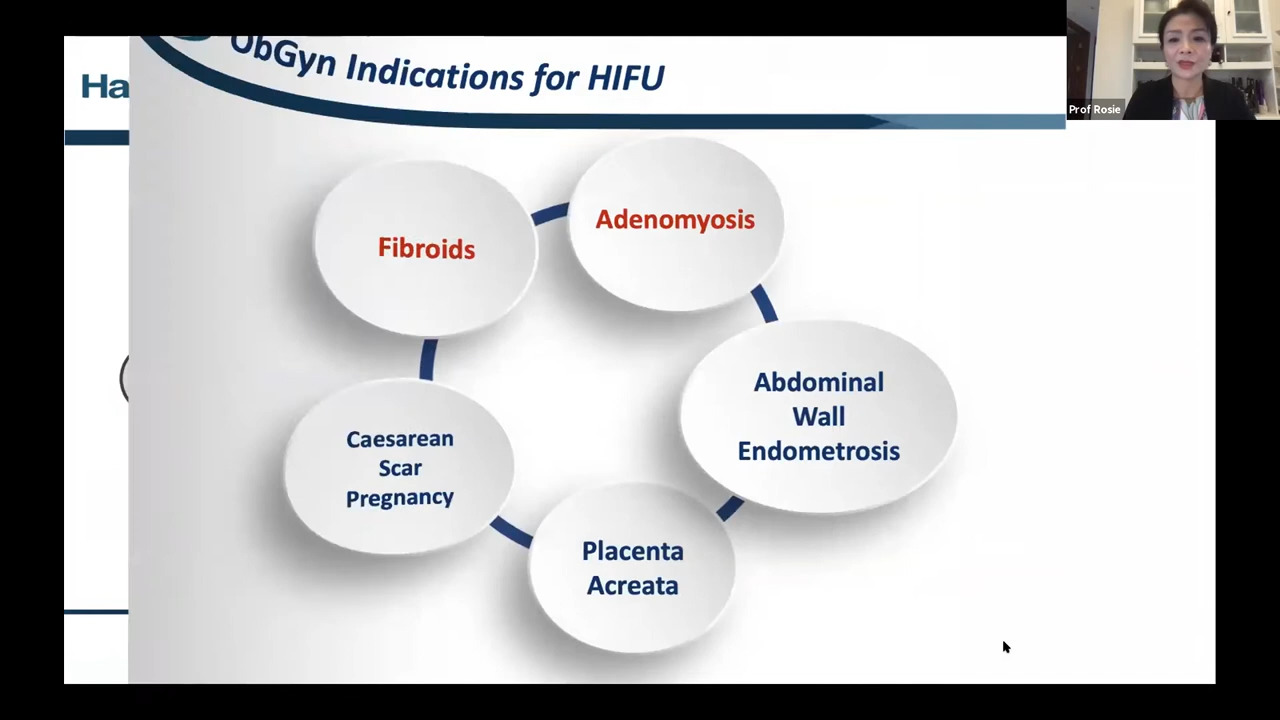 ObGyn Indications for HIFU
Ha
Prof Rosie
Fibroids
Adenomyosis
Abdominal
Wall
Endometrosis
Caesarean
Scar
Pregnancy
Placenta
Acreata